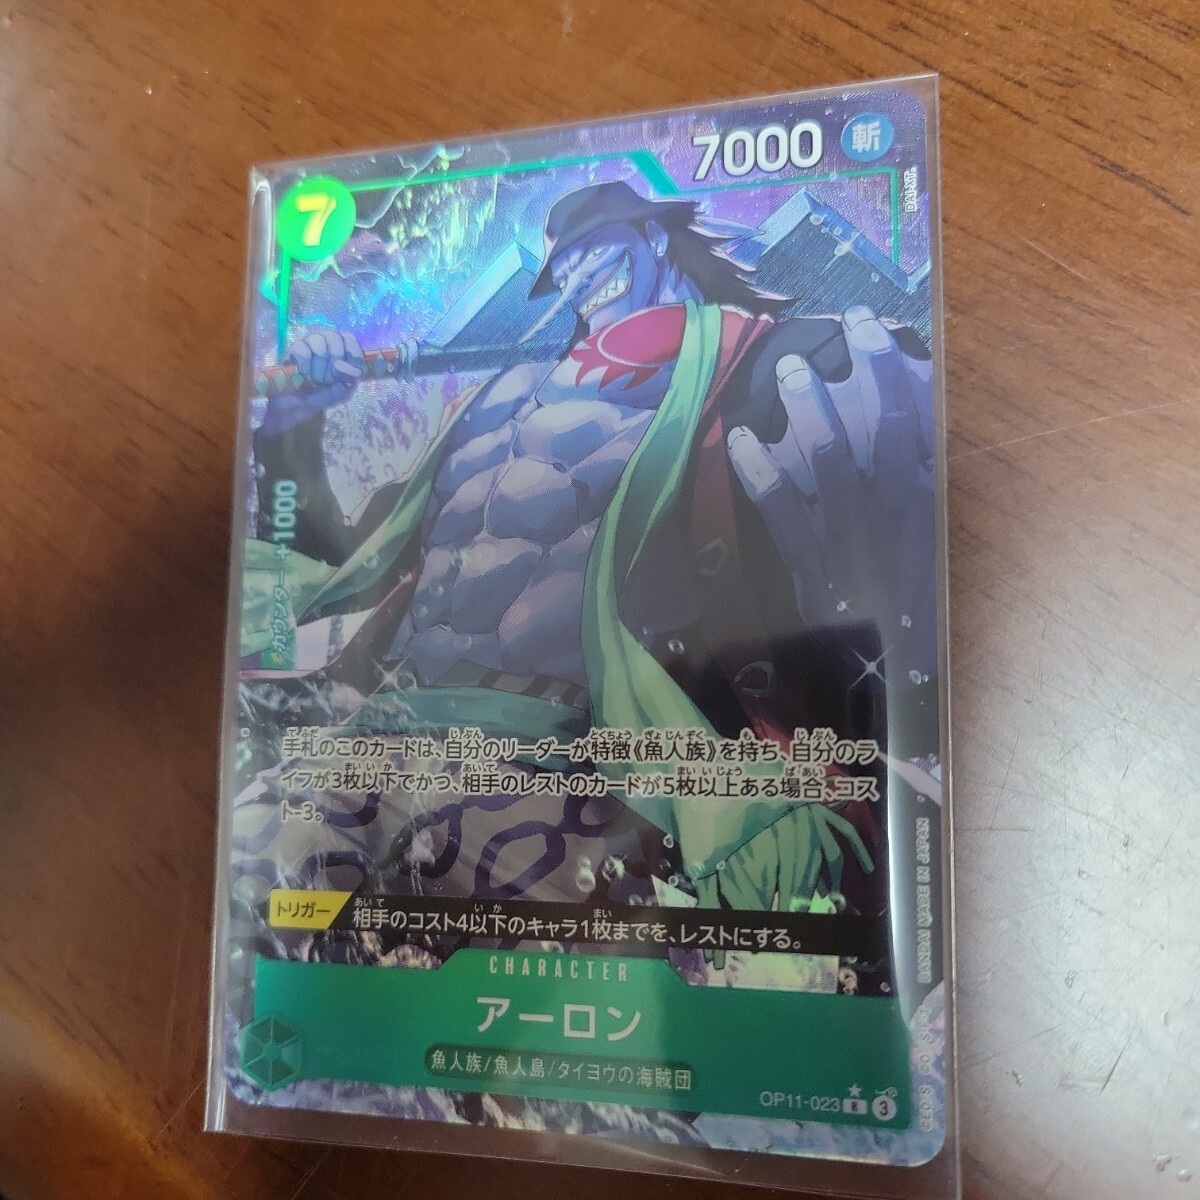 7
7000 斬
DAI-XT.
カウンター +1000
手札のこのカードは、自分のリーダーが特徴《魚人族》を持ち、自分のラ
イフが3枚以下でかつ、相手のレストのカードが5枚以上ある場合、コス
ト-3。
トリガー 相手のコスト4以下のキャラ1枚までを、レストにする。
CHARACTER
アーロン
魚人族/魚人島/タイヨウの海賊団
OP11-023 R 3
BANDAI MADE IN JAPAN